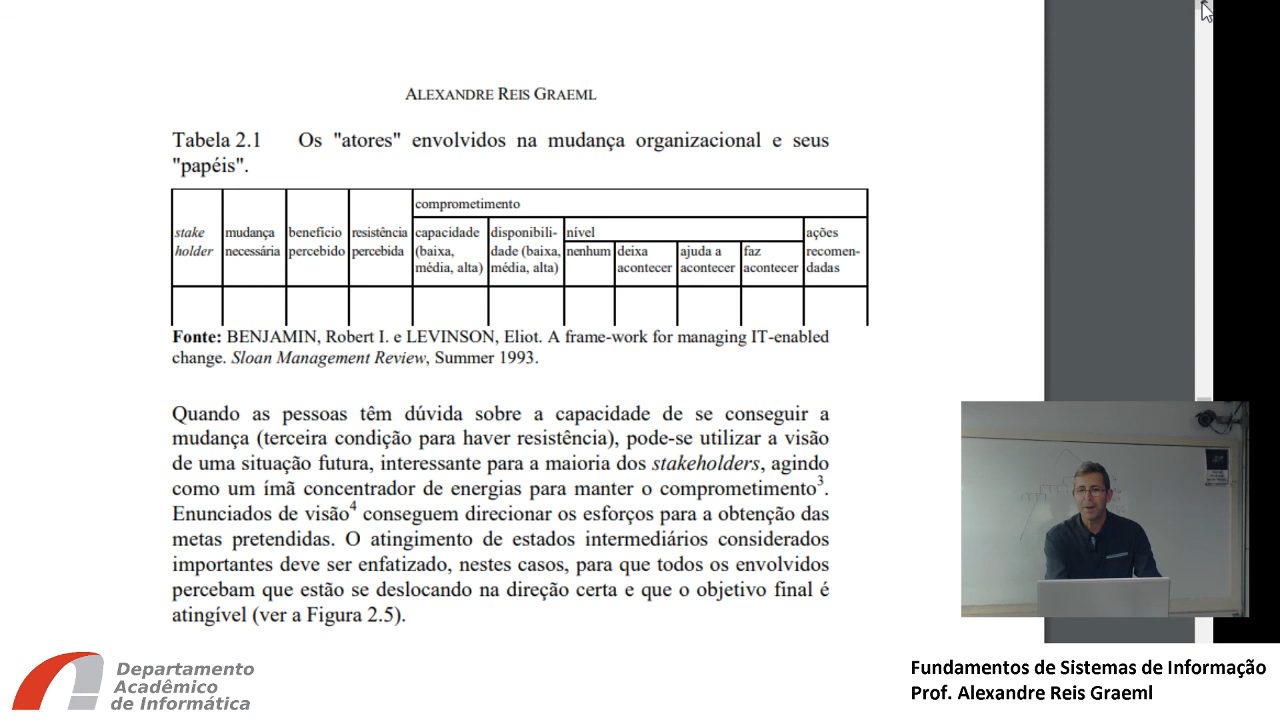 ALEXANDRE REIS GRAEML
Tabela 2.1 Os "atores" envolvidos na mudança organizacional e seus
"papéis".
comprometimento
stake
holder
mudança
necessária
benefício
percebido
resistência
percebida
capacidade
(baixa,
média, alta)
disponibili-
dade (baixa,
média, alta)
nível
nenhum
deixa
acontecer
ajuda a
acontecer
faz
acontecer
ações
recomen-
dadas
Fonte: BENJAMIN, Robert I. e LEVINSON, Eliot. A frame-work for managing IT-enabled
change. Sloan Management Review, Summer 1993.
Quando as pessoas têm dúvida sobre a capacidade de se conseguir a
mudança (terceira condição para haver resistência), pode-se utilizar a visão
de uma situação futura, interessante para a maioria dos stakeholders, agindo
como um ímã concentrador de energias para manter o comprometimento3.
Enunciados de visão4 conseguem direcionar os esforços para a obtenção das
metas pretendidas. O atingimento de estados intermediários considerados
importantes deve ser enfatizado, nestes casos, para que todos os envolvidos
percebam que estão se deslocando na direção certa e que o objetivo final é
atingível (ver a Figura 2.5).
Departamento
Acadêmico
de Informática
Fundamentos de Sistemas de Informação
Prof. Alexandre Reis Graeml